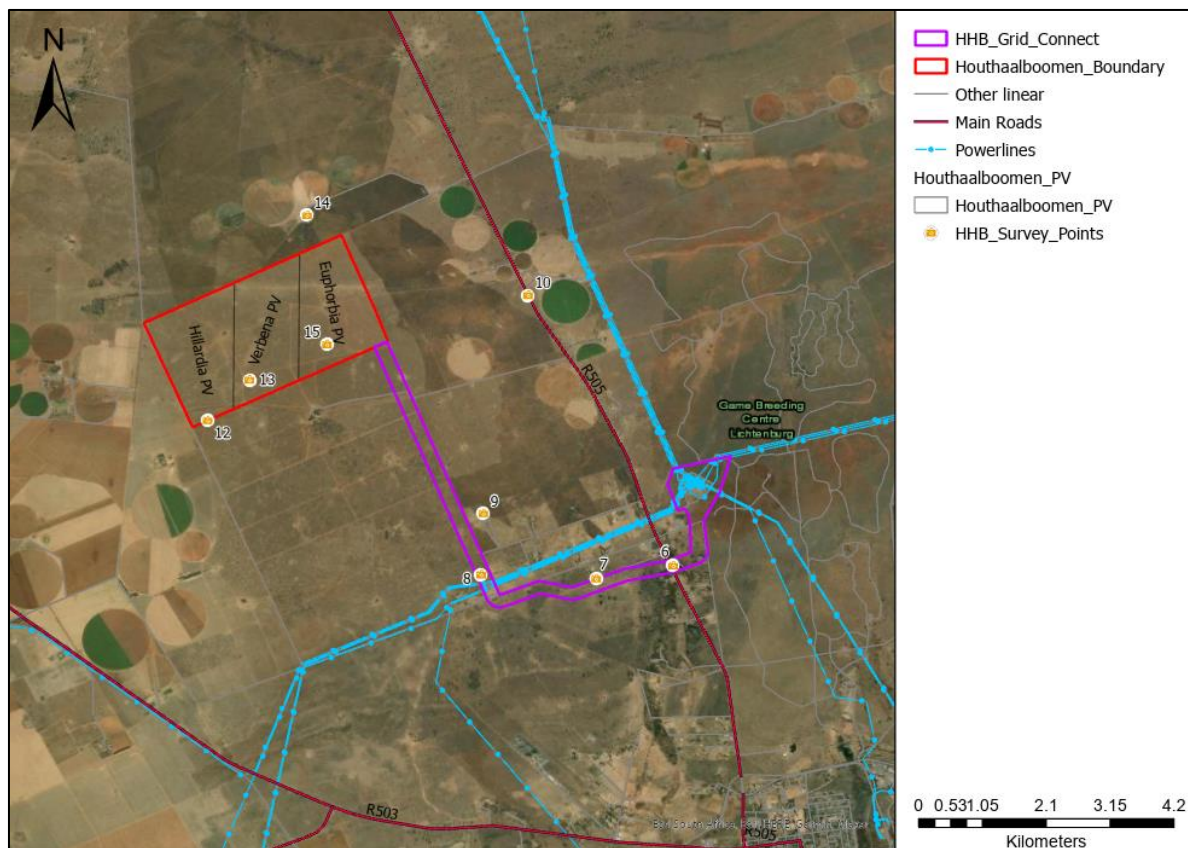 N
14
10
Euphorbia PV
Verbena PV
15
Hillardia PV
13
12
R505
Game Breeding
Centre
Lichtenburg
9
8
7
6
R503
R505
HHB_Grid_Connect
Houthaalboomen_Boundary
Other linear
Main Roads
Powerlines
Houthaalboomen_PV
Houthaalboomen_PV
HHB_Survey_Points
0 0.531.05 2.1 3.15 4.2
Kilometers